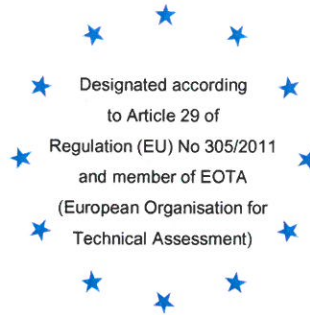 Designated according
to Article 29 of
Regulation (EU) No 305/2011
and member of EOTA
(European Organisation for
Technical Assessment)